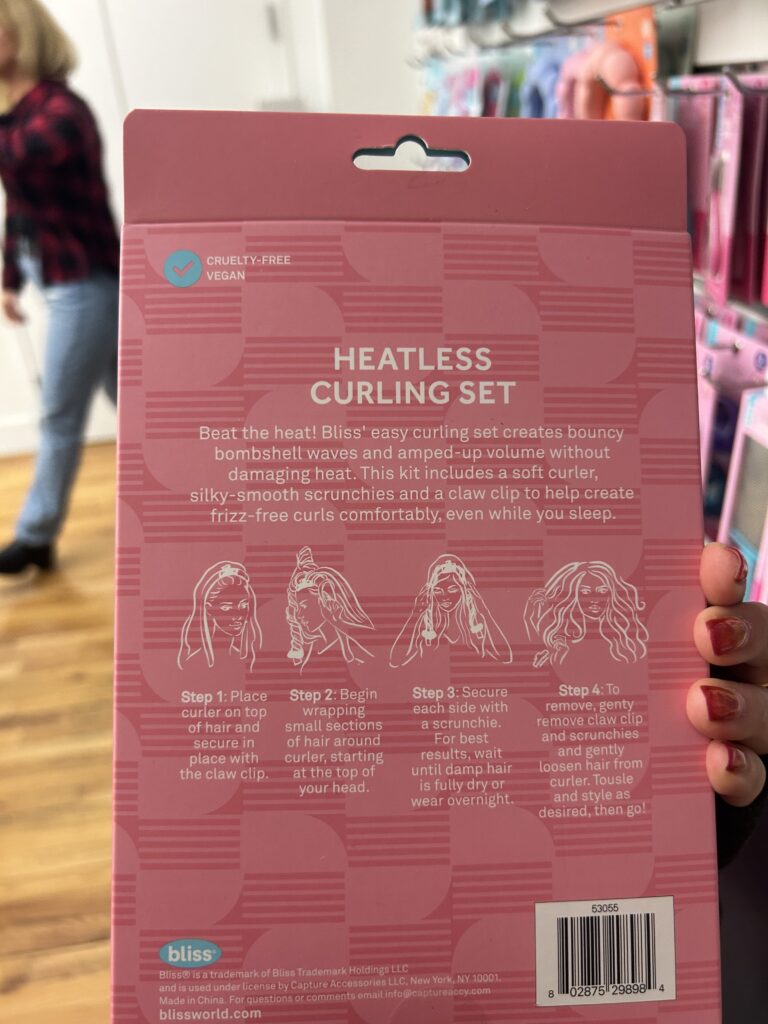 CRUELTY-FREE
VEGAN
HEATLESS
CURLING SET
Beat the heat! Bliss' easy curling set creates bouncy
bombshell waves and amped-up volume without
damaging heat. This kit includes a soft curler,
silky-smooth scrunchies and a claw clip to help create
frizz-free curls comfortably, even while you sleep.
Step 1: Place
curler on top
of hair and
secure in
place with
the claw clip.
Step 2: Begin
wrapping
small sections
of hair around
curler, starting
at the top of
your head.
Step 3: Secure
each side with
a scrunchie.
For best
results, wait
until damp hair
is fully dry or
wear overnight.
Step 4: To
remove, genty
remove claw clip
and scrunchies
and gently
loosen hair from
curler. Tousle
and style as
desired, then go!
53055
8 02875 29898 4
bliss®
Bliss® is a trademark of Bliss Trademark Holdings LLC
and is used under license by Capture Accessories LLC, New York, NY 10001.
Made in China. For questions or comments email info@captureaccy.com
blissworld.com